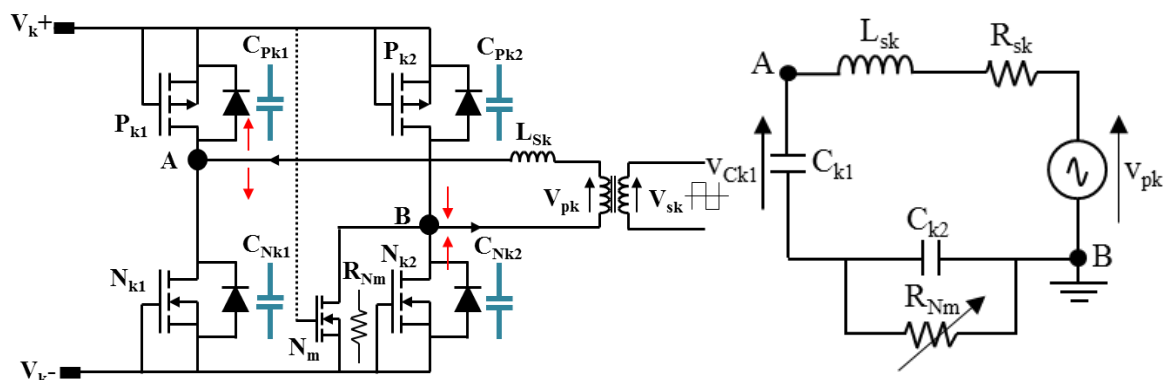 Vk+
CPk1
Pk1
Pk2
CPk2
A
LSk
Vpk
Vsk
B
CNk1
Nk1
RNm
Nm
Nk2
CNk2
Vk-
Lsk
Rsk
A
vCk1
Ck1
Vpk
Ck2
B
RNm